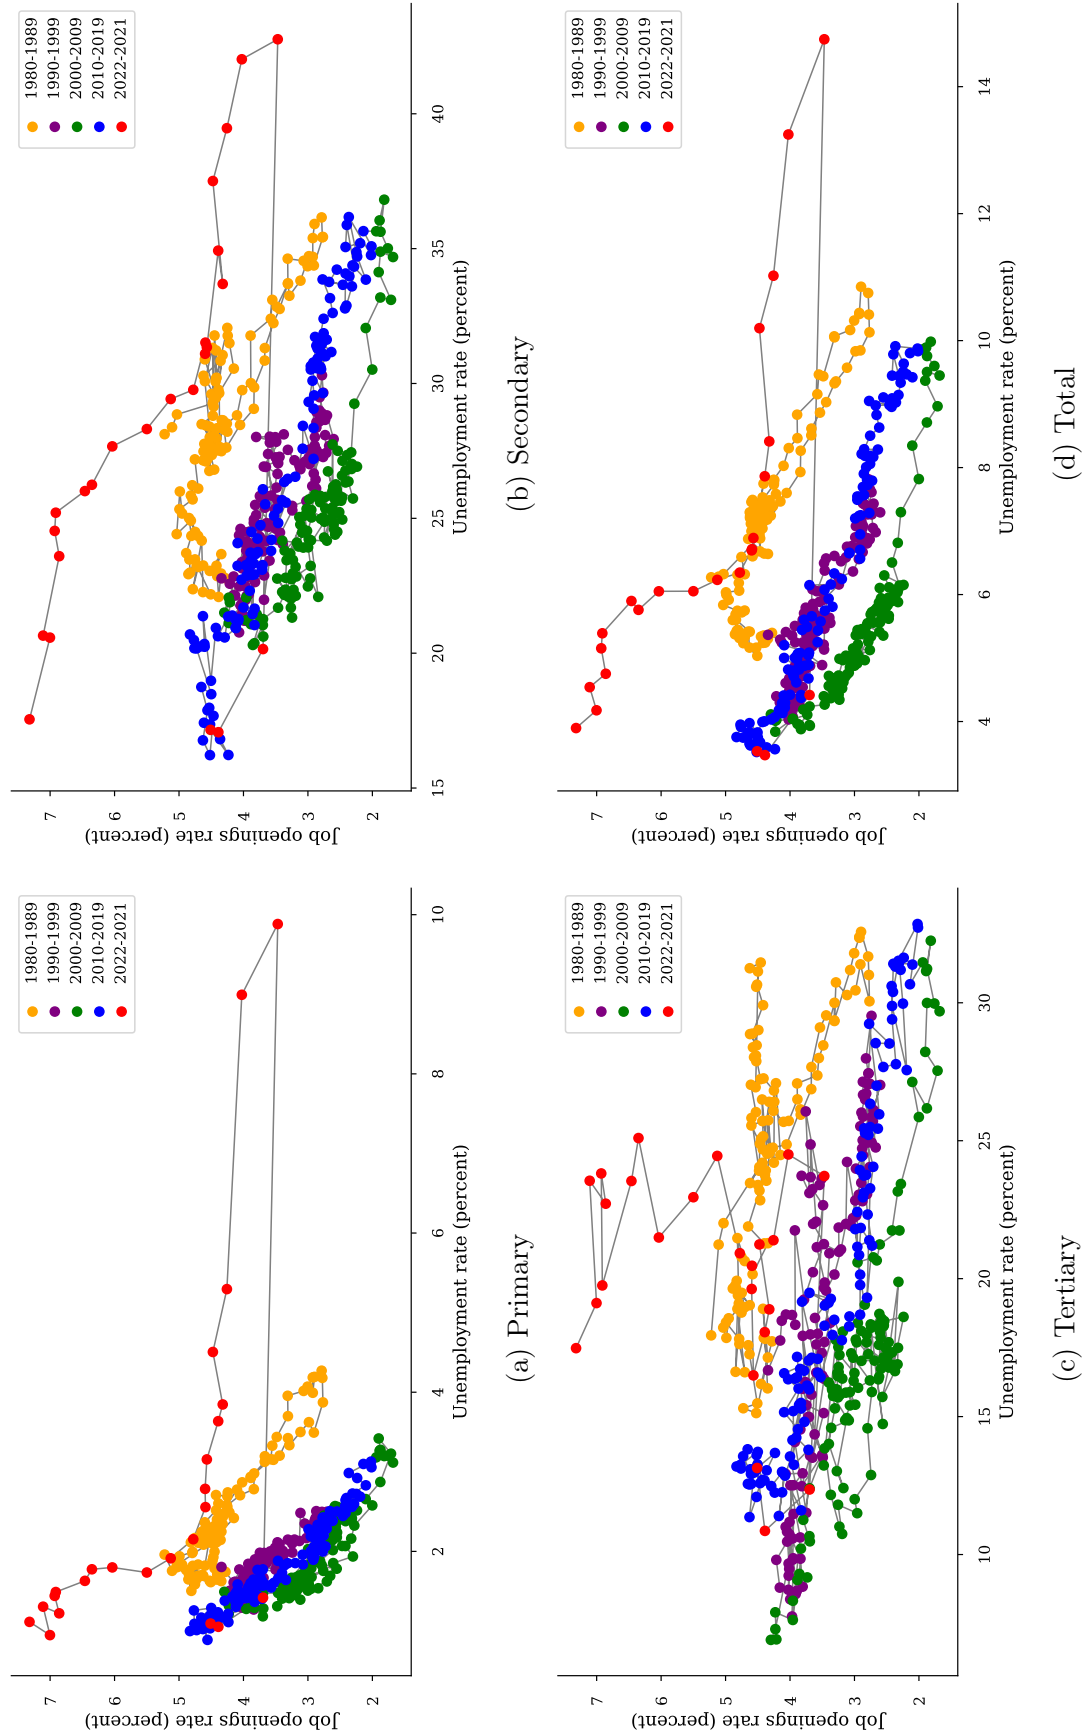 1980-1989
1990-1999
2000-2009
2010-2019
2022-2021
7
6
5
4
3
2
Job openings rate (percent)
2 4 6 8 10
Unemployment rate (percent)
(a) Primary
1980-1989
1990-1999
2000-2009
2010-2019
2022-2021
7
6
5
4
3
2
Job openings rate (percent)
15 20 25 30 35 40
Unemployment rate (percent)
(b) Secondary
1980-1989
1990-1999
2000-2009
2010-2019
2022-2021
7
6
5
4
3
2
Job openings rate (percent)
10 15 20 25 30
Unemployment rate (percent)
(c) Tertiary
1980-1989
1990-1999
2000-2009
2010-2019
2022-2021
7
6
5
4
3
2
Job openings rate (percent)
4 6 8 10 12 14
Unemployment rate (percent)
(d) Total